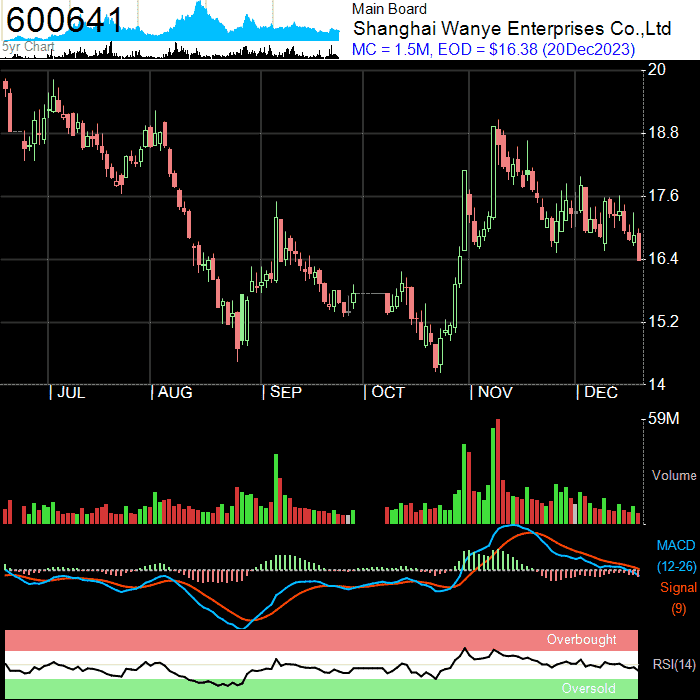 600641
5yr Chart
Main Board
Shanghai Wanye Enterprises Co.,Ltd
MC = 1.5M, EOD = $16.38 (20Dec2023)
20
18.8
17.6
16.4
15.2
14
JUL
AUG
SEP
OCT
NOV
DEC
59M
Volume
MACD
(12-26)
Signal
(9)
Overbought
RSI(14)
Oversold